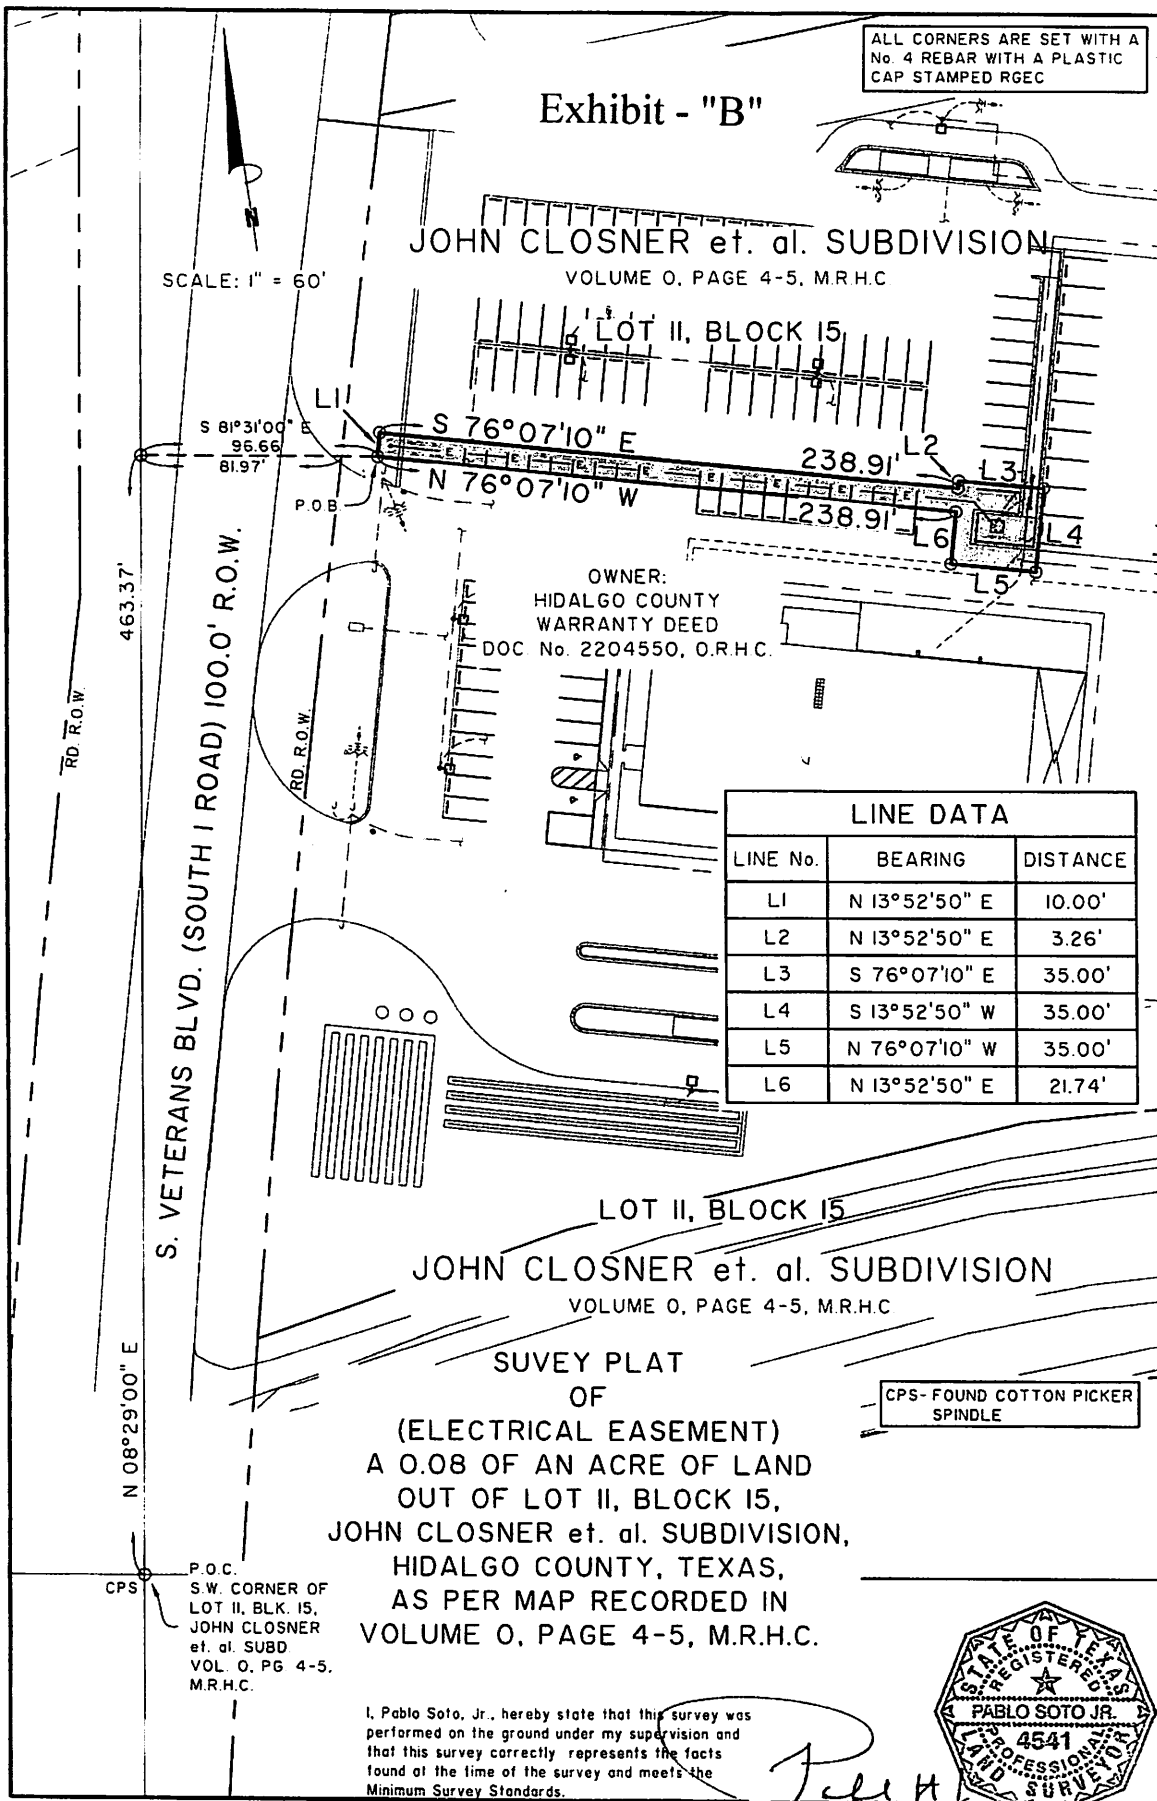 ALL CORNERS ARE SET WITH A
No. 4 REBAR WITH A PLASTIC
CAP STAMPED RGEC
Exhibit - "B"
N
SCALE: 1" = 60'
JOHN CLOSNER et. al. SUBDIVISION
VOLUME 0, PAGE 4-5, M.R.H.C
LOT 11, BLOCK 15
L1
S 81°31'00" E
96.66
81.97'
P.O.B.
S 76°07'10" E
238.91'
L2
L3
N 76°07'10" W
238.91'
L6
L4
L5
E E E E E E E E
463.37'
OWNER:
HIDALGO COUNTY
WARRANTY DEED
DOC. No. 2204550, O.R.H.C.
RD. R.O.W.
S. VETERANS BLVD. (SOUTH I ROAD) 100.0' R.O.W.
RD. R.O.W.
LINE DATA
LINE No. BEARING DISTANCE
L1 N 13°52'50" E 10.00'
L2 N 13°52'50" E 3.26'
L3 S 76°07'10" E 35.00'
L4 S 13°52'50" W 35.00'
L5 N 76°07'10" W 35.00'
L6 N 13°52'50" E 21.74'
LOT 11, BLOCK 15
JOHN CLOSNER et. al. SUBDIVISION
VOLUME 0, PAGE 4-5, M.R.H.C
N 08°29'00" E
SUVEY PLAT
OF
(ELECTRICAL EASEMENT)
A 0.08 OF AN ACRE OF LAND
OUT OF LOT 11, BLOCK 15,
JOHN CLOSNER et. al. SUBDIVISION,
HIDALGO COUNTY, TEXAS,
AS PER MAP RECORDED IN
VOLUME 0, PAGE 4-5, M.R.H.C.
CPS- FOUND COTTON PICKER
SPINDLE
CPS
P.O.C.
S.W. CORNER OF
LOT 11, BLK. 15,
JOHN CLOSNER
et. al. SUBD.
VOL. 0, PG 4-5,
M.R.H.C.
I, Pablo Soto, Jr., hereby state that this survey was
performed on the ground under my supervision and
that this survey correctly represents the facts
found at the time of the survey and meets the
Minimum Survey Standards.
STATE OF TEXAS
REGISTERED
PABLO SOTO JR.
4541
PROFESSIONAL
LAND SURVEYOR